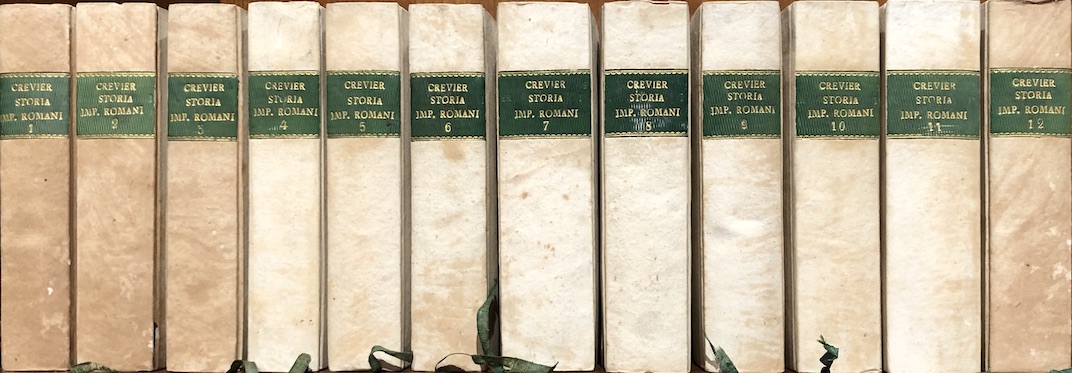 CREVIER
STORIA
IMP. ROMANI
1
CREVIER
STORIA
IMP. ROMANI
2
CREVIER
STORIA
IMP. ROMANI
3
CREVIER
STORIA
IMP. ROMANI
4
CREVIER
STORIA
IMP. ROMANI
5
CREVIER
STORIA
IMP. ROMANI
6
CREVIER
STORIA
IMP. ROMANI
7
CREVIER
STORIA
IMP. ROMANI
8
CREVIER
STORIA
IMP. ROMANI
9
CREVIER
STORIA
IMP. ROMANI
10
CREVIER
STORIA
IMP. ROMANI
11
CREVIER
STORIA
IMP. ROMANI
12